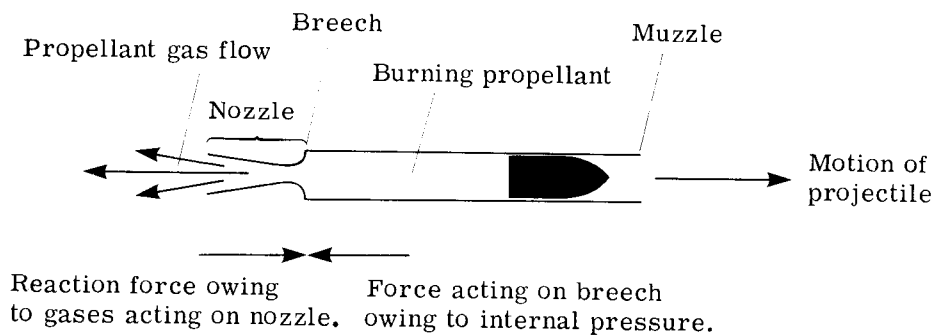 Breech
Muzzle
Propellant gas flow
Burning propellant
Nozzle
Motion of
projectile
Reaction force owing
to gases acting on nozzle.
Force acting on breech
owing to internal pressure.